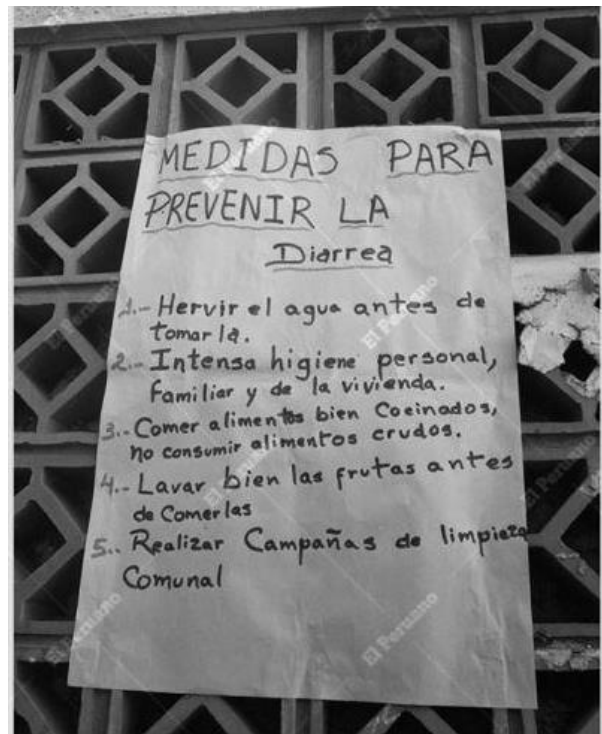 MEDIDAS PARA
PREVENIR LA
Diarrea
1.- Hervir el agua antes de
tomarla.
2.- Intensa higiene personal,
Familiar y de la vivienda.
3.- Comer alimentos bien Cocinados,
no consumir alimentos crudos.
4.- Lavar bien las frutas antes
de Comerlas
5.. Realizar Campañas de limpieza
Comunal
El Peruano